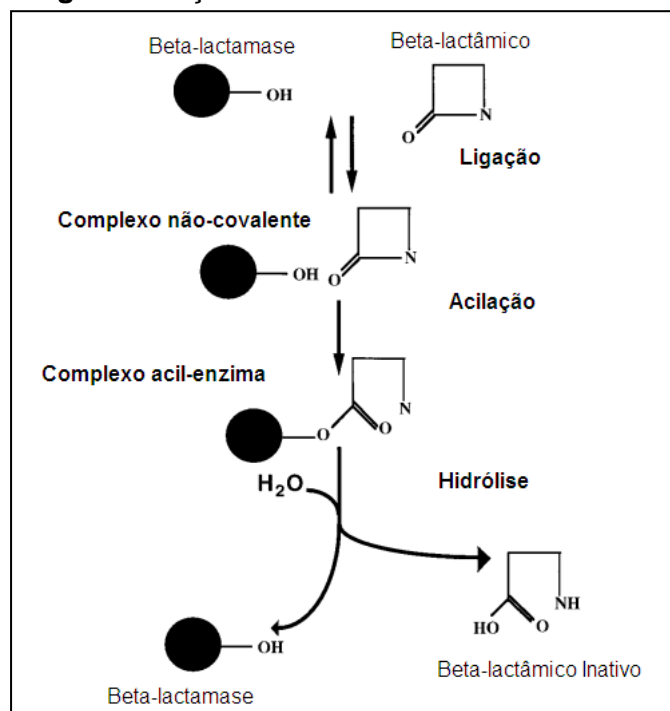 Beta-lactamase
Beta-lactâmico
OH
O
N
Ligação
Complexo não-covalente
OH
O
N
Acilação
Complexo acil-enzima
N
O
O
H2O
Hidrólise
HO
O
NH
OH
Beta-lactâmico Inativo
Beta-lactamase